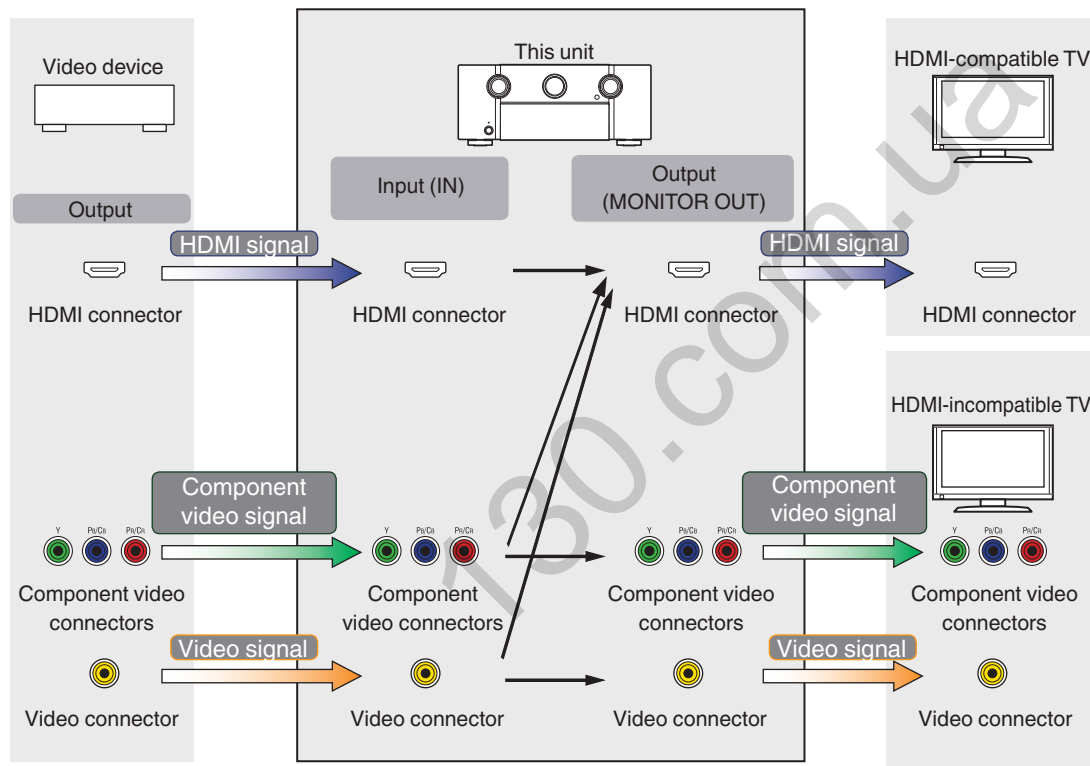 Video device
This unit
HDMI-compatible TV
Output
Input (IN)
Output
(MONITOR OUT)
HDMI signal
HDMI signal
HDMI connector
HDMI connector
HDMI connector
HDMI connector
HDMI-incompatible TV
Component
video signal
Component
video signal
Y PB/CB PR/CR
Y PB/CB PR/CR
Y PB/CB PR/CR
Y PB/CB PR/CR
Component video
connectors
Component
video connectors
Component video
connectors
Component video
connectors
Video signal
Video signal
Video connector
Video connector
Video connector
Video connector
130.com.ua